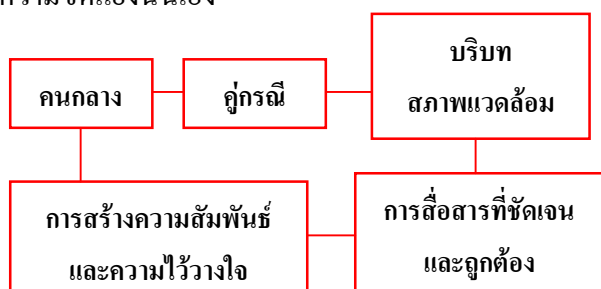 คนกลาง
คู่กรณี
บริบท
สภาพแวดล้อม
การสร้างความสัมพันธ์
และความไว้วางใจ
การสื่อสารที่ชัดเจน
และถูกต้อง